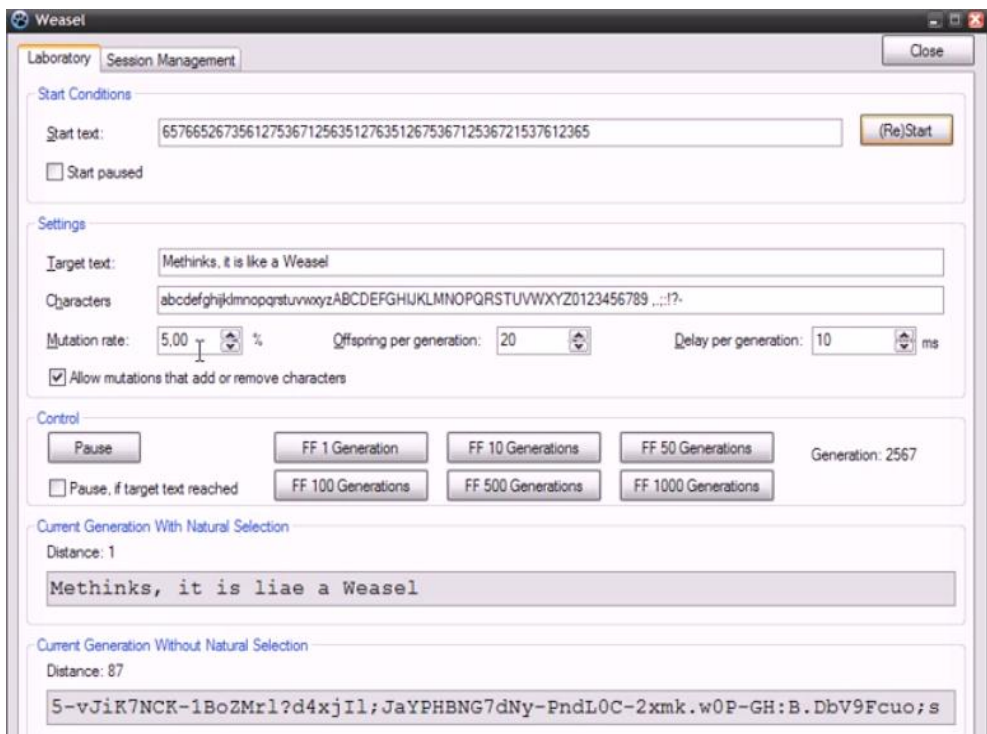 Weasel
Laboratory Session Management Close
Start Conditions
Start text: 65766526735612753671256351276351267536712536721537612365 (Re)Start
Start paused
Settings
Target text: Methinks, it is like a Weasel
Characters abcdefghijklmnopqrstuvwxyzABCDEFGHIJKLMNOPQRSTUVWXYZ0123456789 ,.;:!?-
Mutation rate: 5,00 % Offspring per generation: 20 Delay per generation: 10 ms
Allow mutations that add or remove characters
Control
Pause FF 1 Generation FF 10 Generations FF 50 Generations Generation: 2567
Pause, if target text reached FF 100 Generations FF 500 Generations FF 1000 Generations
Current Generation With Natural Selection
Distance: 1
Methinks, it is liae a Weasel
Current Generation Without Natural Selection
Distance: 87
5-vJiK7NCK-1BoZMrl?d4xjIl;JaYPHBNG7dNy-PndL0C-2xmk.w0P-GH:B.DbV9Fcuo;s